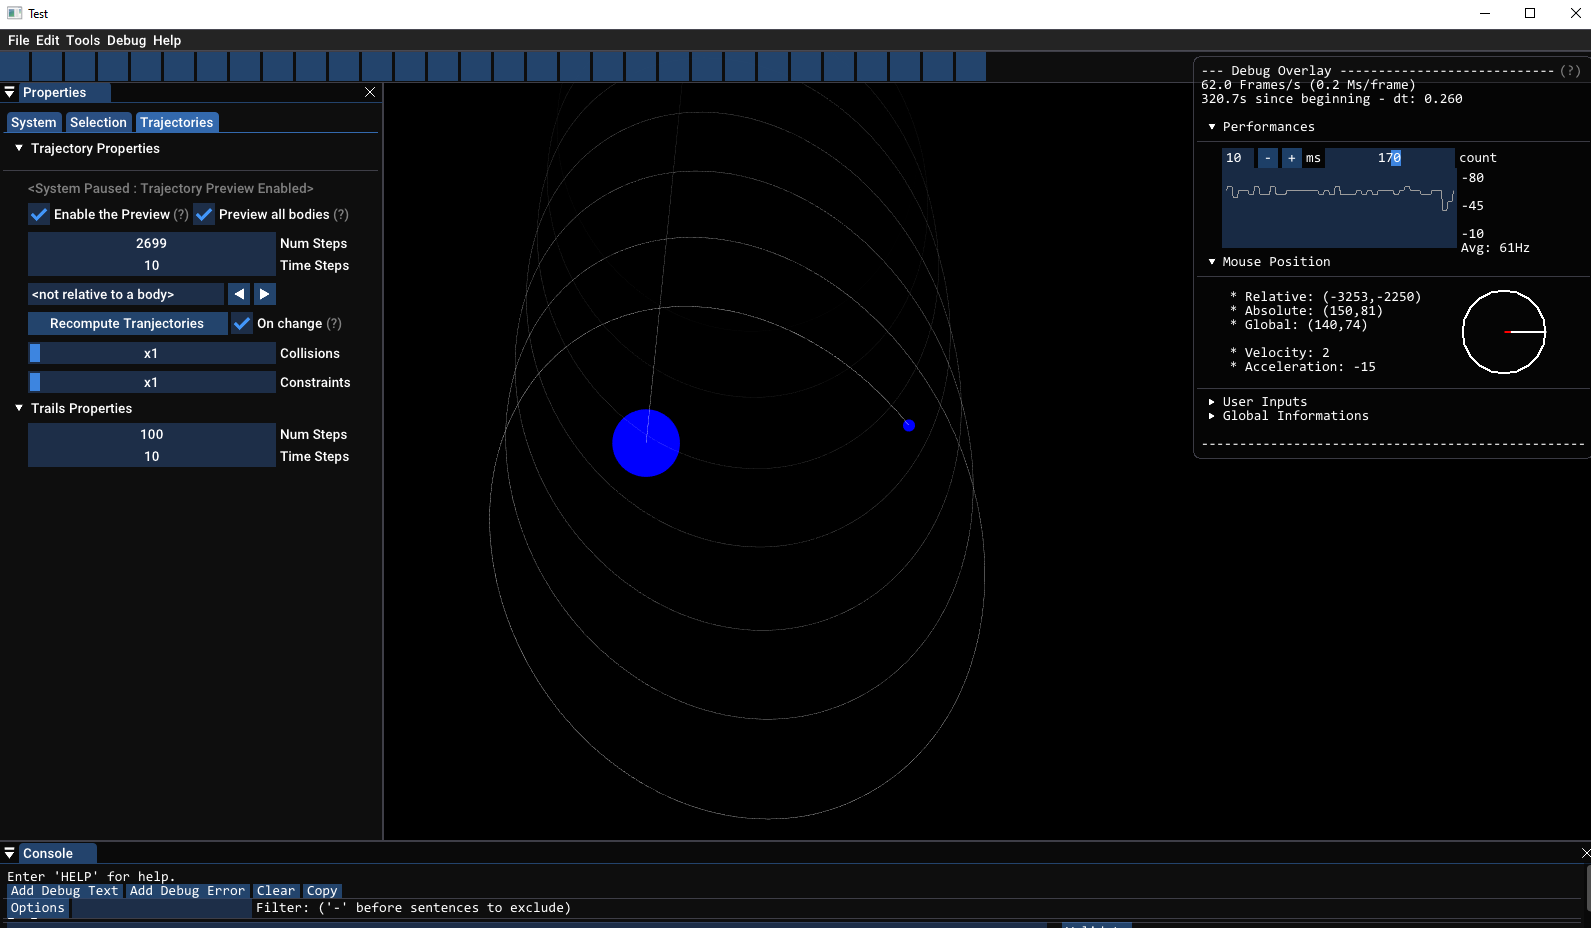 Test
File Edit Tools Debug Help
Properties
System Selection Trajectories
Trajectory Properties
<System Paused : Trajectory Preview Enabled>
Enable the Preview (?) Preview all bodies (?)
2699 Num Steps
10 Time Steps
<not relative to a body>
Recompute Tranjectories On change (?)
x1 Collisions
x1 Constraints
Trails Properties
100 Num Steps
10 Time Steps
--- Debug Overlay ---------------------------- (?)
62.0 Frames/s (0.2 Ms/frame)
320.7s since beginning - dt: 0.260
Performances
10 - + ms 170 count
-80
-45
-10
Avg: 61Hz
Mouse Position
* Relative: (-3253,-2250)
* Absolute: (150,81)
* Global: (140,74)
* Velocity: 2
* Acceleration: -15
User Inputs
Global Informations
--------------------------------------------------
Console
Enter 'HELP' for help.
Add Debug Text Add Debug Error Clear Copy
Options Filter: ('-' before sentences to exclude)